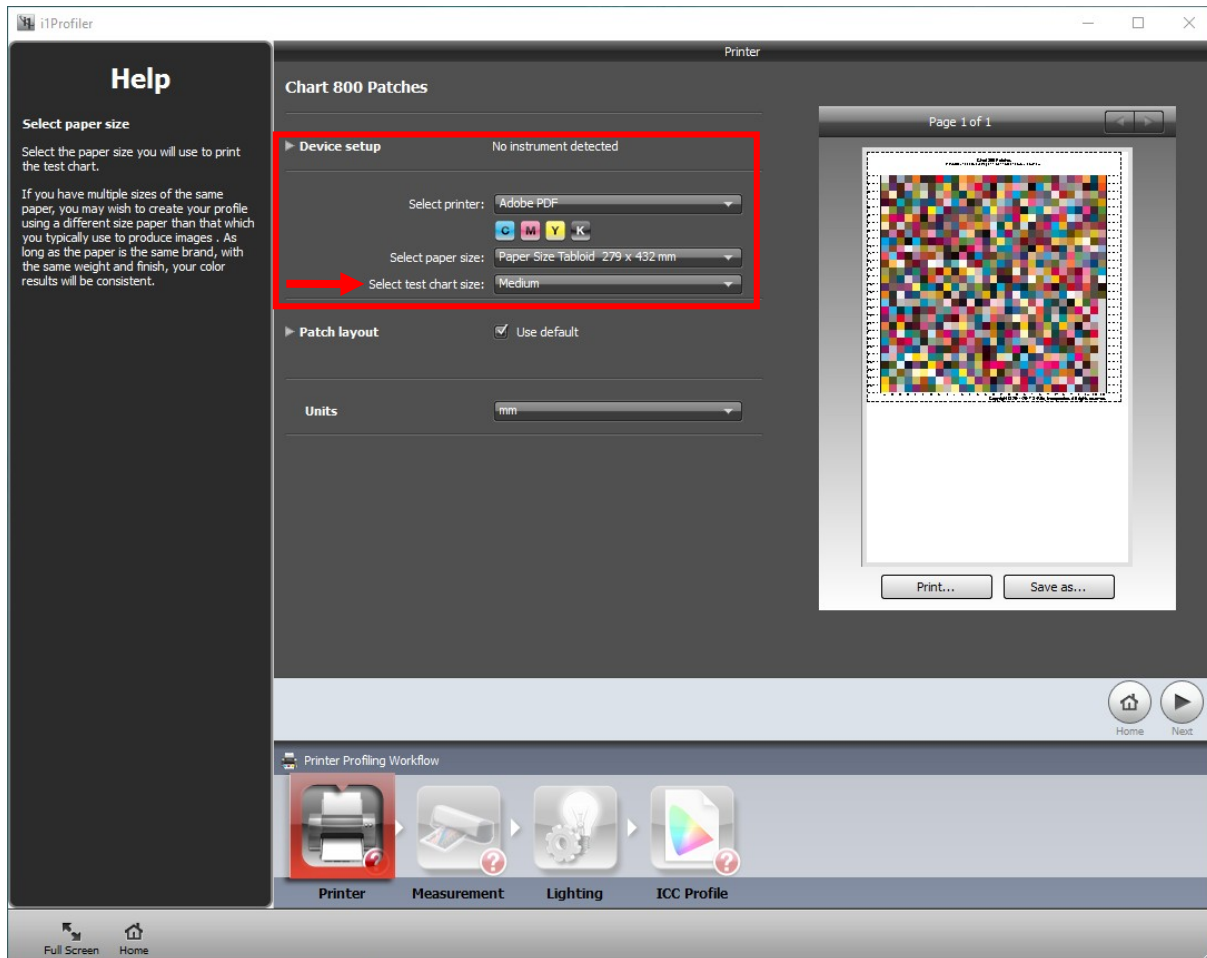 i1Profiler
Help
Select paper size
Select the paper size you will use to print
the test chart.
If you have multiple sizes of the same
paper, you may wish to create your profile
using a different size paper than that which
you typically use to produce images . As
long as the paper is the same brand, with
the same weight and finish, your color
results will be consistent.
Printer
Chart 800 Patches
Device setup No instrument detected
Select printer: Adobe PDF
C M Y K
Select paper size: Paper Size Tabloid 279 x 432 mm
Select test chart size: Medium
Patch layout Use default
Units mm
Page 1 of 1
Chart 800 Patches
Print... Save as...
Home Next
Printer Profiling Workflow
? ? ?
Printer Measurement Lighting ICC Profile
Full Screen Home